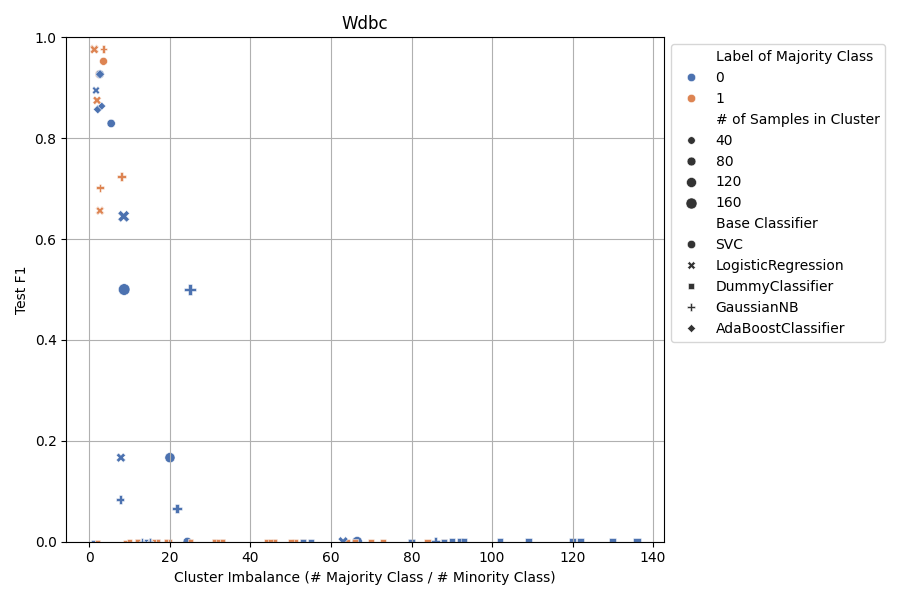 Wdbc
1.0
0.8
0.6
0.4
0.2
0.0
Test F1
0 20 40 60 80 100 120 140
Cluster Imbalance (# Majority Class / # Minority Class)
Label of Majority Class
0
1
# of Samples in Cluster
40
80
120
160
Base Classifier
SVC
LogisticRegression
DummyClassifier
GaussianNB
AdaBoostClassifier